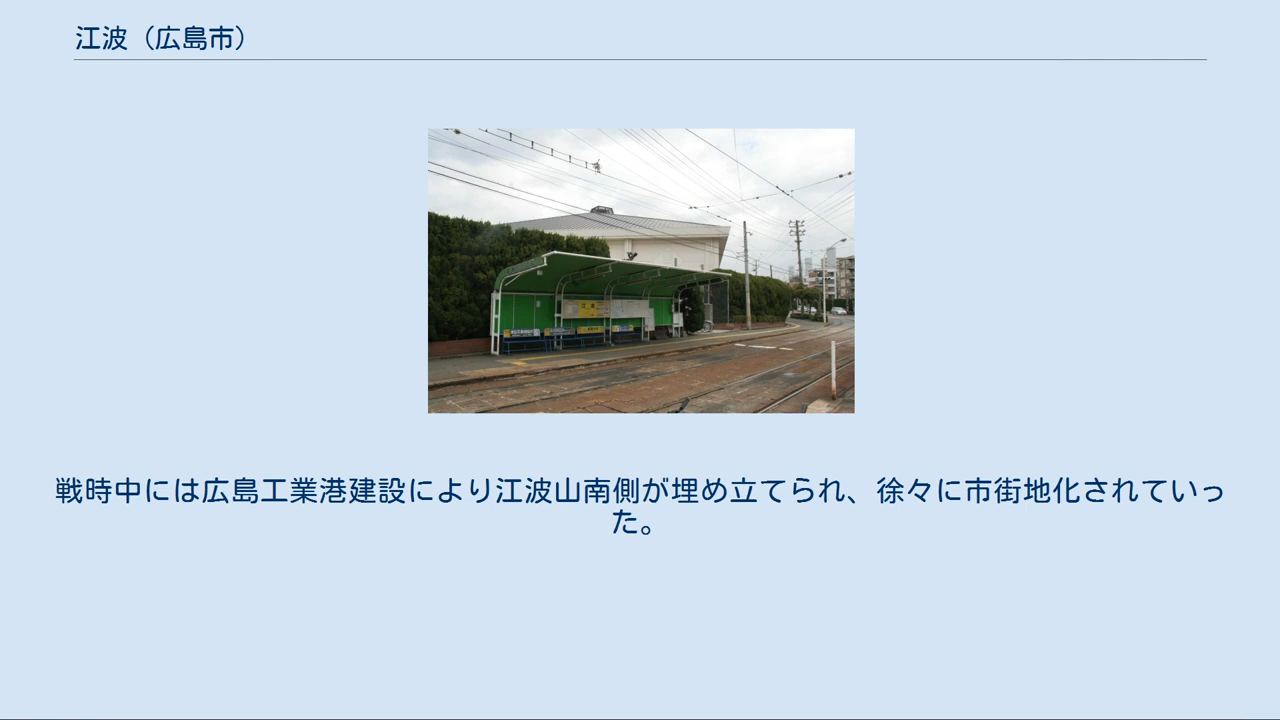 江波（広島市）
戦時中には広島工業港建設により江波山南側が埋め立てられ、徐々に市街地化されていっ
た。